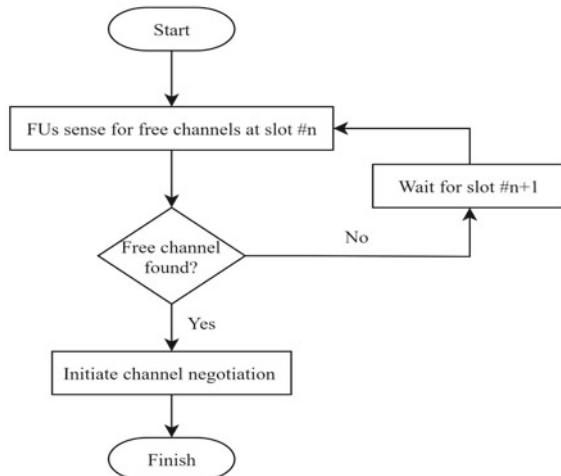 Start
FUs sense for free channels at slot #n
Wait for slot #n+1
Free channel
found?
No
Yes
Initiate channel negotiation
Finish